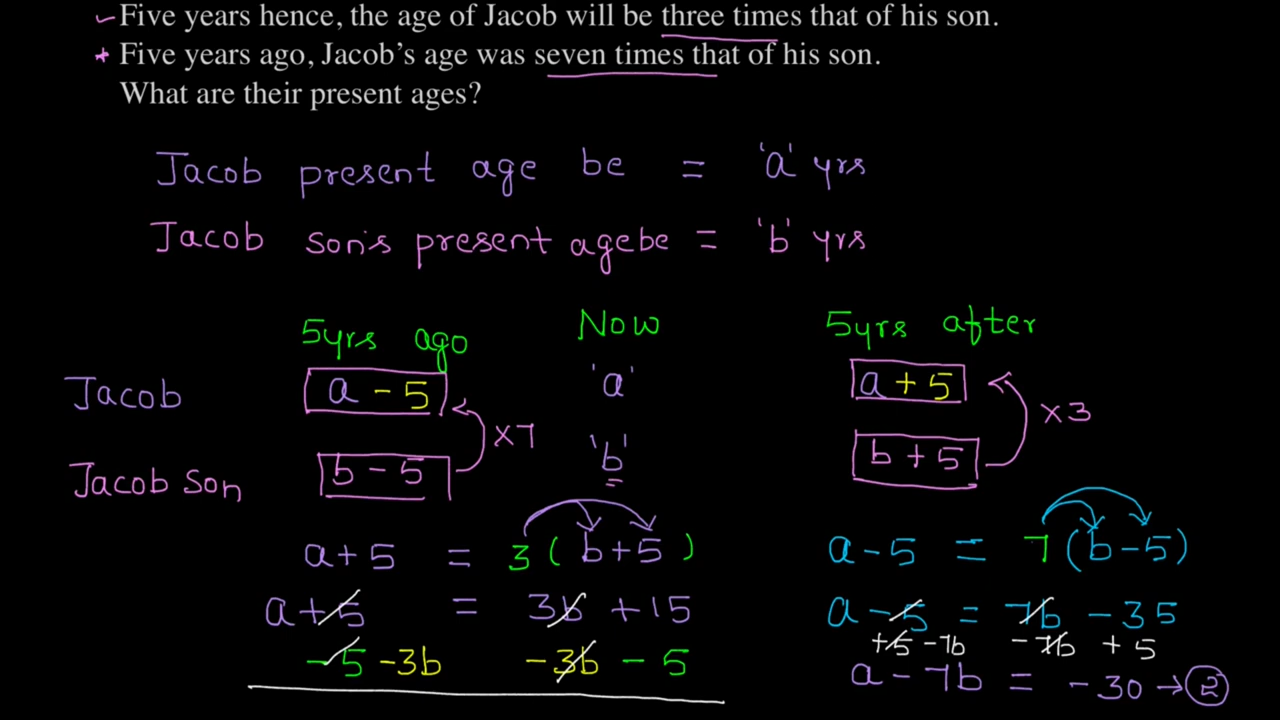 Five years hence, the age of Jacob will be three times that of his son.
Five years ago, Jacob's age was seven times that of his son.
What are their present ages?
Jacob present age be = 'a' yrs
Jacob son's present age be = 'b' yrs
5yrs ago Now 5yrs after
Jacob a - 5 'a' a + 5
x7 x3
Jacob Son b - 5 'b' b + 5
a + 5 = 3 ( b + 5 ) a - 5 = 7 ( b - 5 )
a + 5 = 3b + 15 a - 5 = 7b - 35
- 5 - 3b - 3b - 5 + 5 - 7b - 7b + 5
a - 7b = - 30 → 2